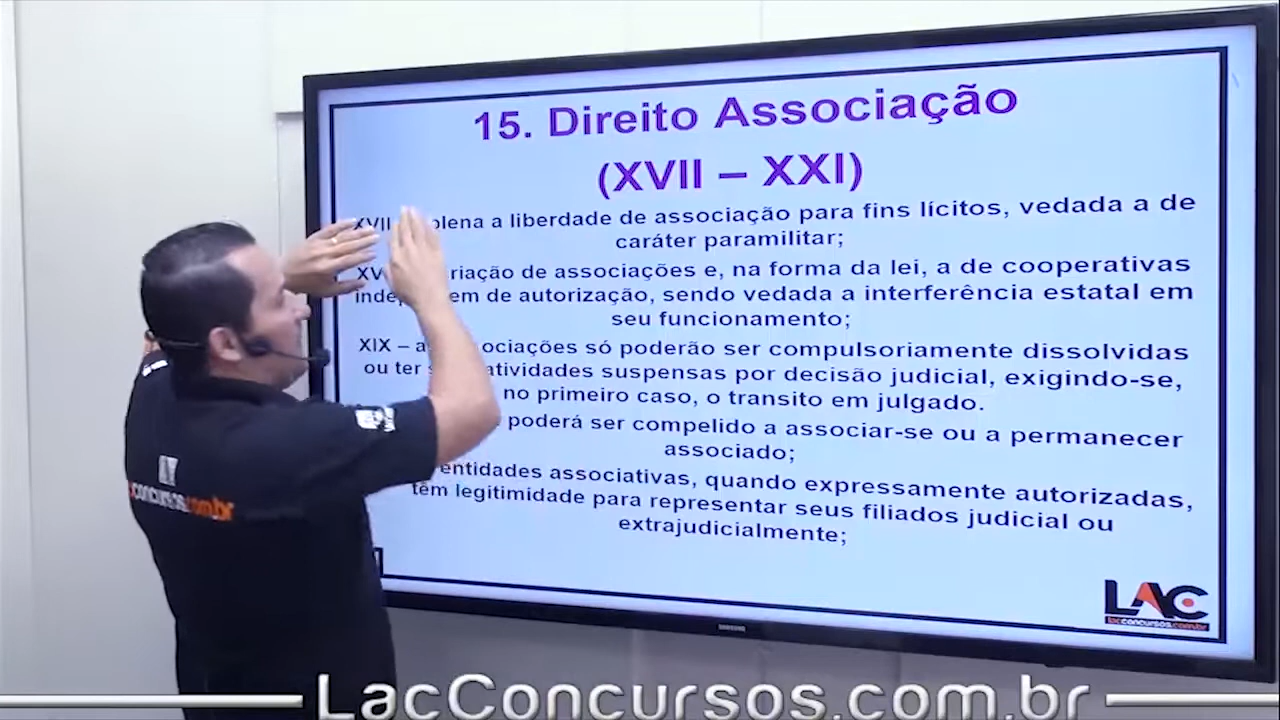 15. Direito Associação
(XVII – XXI)
XVII plena a liberdade de associação para fins lícitos, vedada a de
caráter paramilitar;
criação de associações e, na forma da lei, a de cooperativas
em de autorização, sendo vedada a interferência estatal em
seu funcionamento;
XIX – ociações só poderão ser compulsoriamente dissolvidas
ou ter atividades suspensas por decisão judicial, exigindo-se,
no primeiro caso, o transito em julgado.
poderá ser compelido a associar-se ou a permanecer
associado;
entidades associativas, quando expressamente autorizadas,
têm legitimidade para representar seus filiados judicial ou
extrajudicialmente;
LAC
lacconcursos.com.br
SAMSUNG
concursos.com.br
LacConcursos.com.br